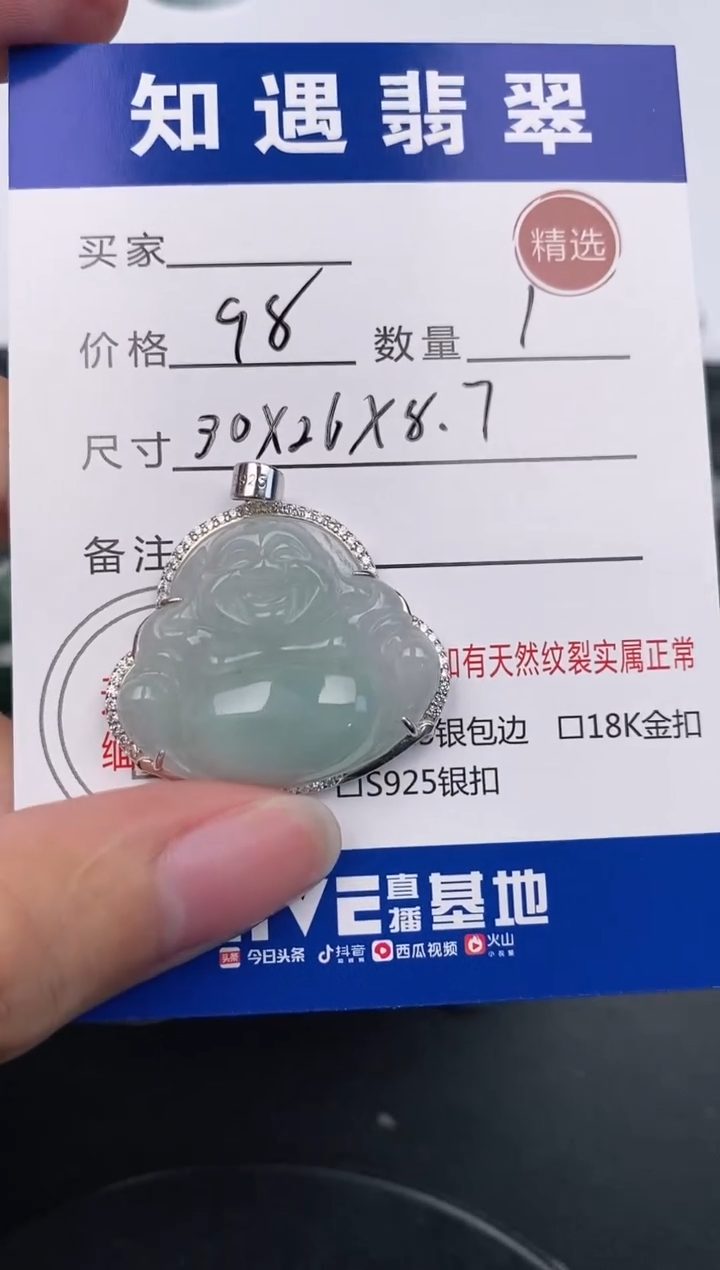 知遇翡翠
精选
买家
价格 98 数量 1
尺寸 30X26X8.7
备注
有天然纹裂实属正常
银包边 □18K金扣
□S925银扣
直播基地
头条 今日头条 抖音 西瓜视频 火山